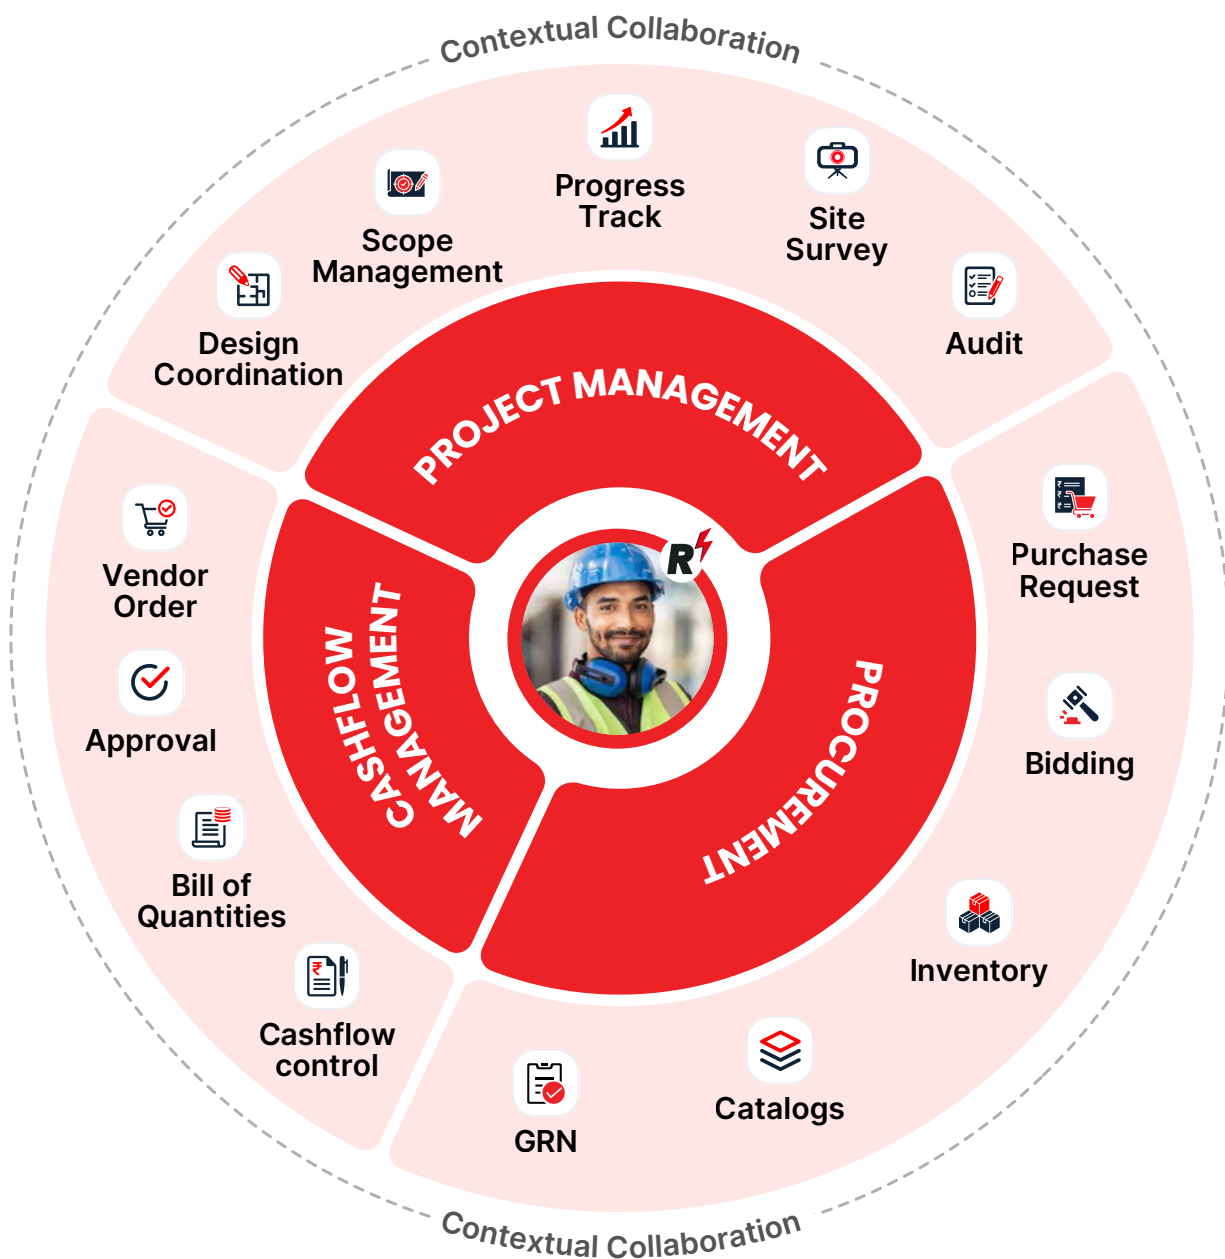 Contextual Collaboration
Progress
Track
Site
Survey
Scope
Management
Audit
Design
Coordination
PROJECT MANAGEMENT
Purchase
Request
Vendor
Order
R
CASHFLOW
MANAGEMENT
PROCUREMENT
Approval
Bidding
Bill of
Quantities
Inventory
₹
Cashflow
control
Catalogs
GRN
Contextual Collaboration